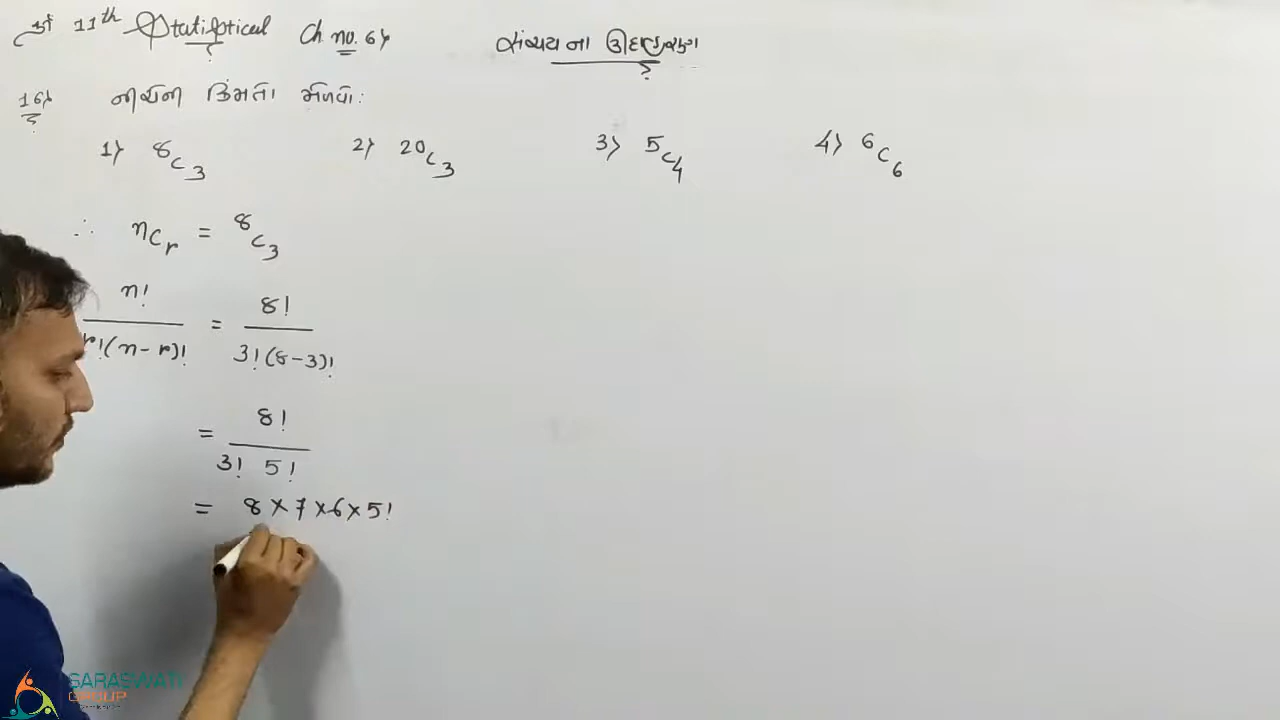 ૐ 11th Statistical Ch. no. 6〉 સંચય ના ઉદાહરણ
16〉 નીચેની કિંમતો મેળવો:
1〉 ⁸C₃ 2〉 ²⁰C₃ 3〉 ⁵C₄ 4〉 ⁶C₆
∴ nCr = ⁸C₃
n! / r!(n-r)! = 8! / 3!(8-3)!
= 8! / 3! 5!
= 8 × 7 × 6 × 5!
SARASWATI
GROUP